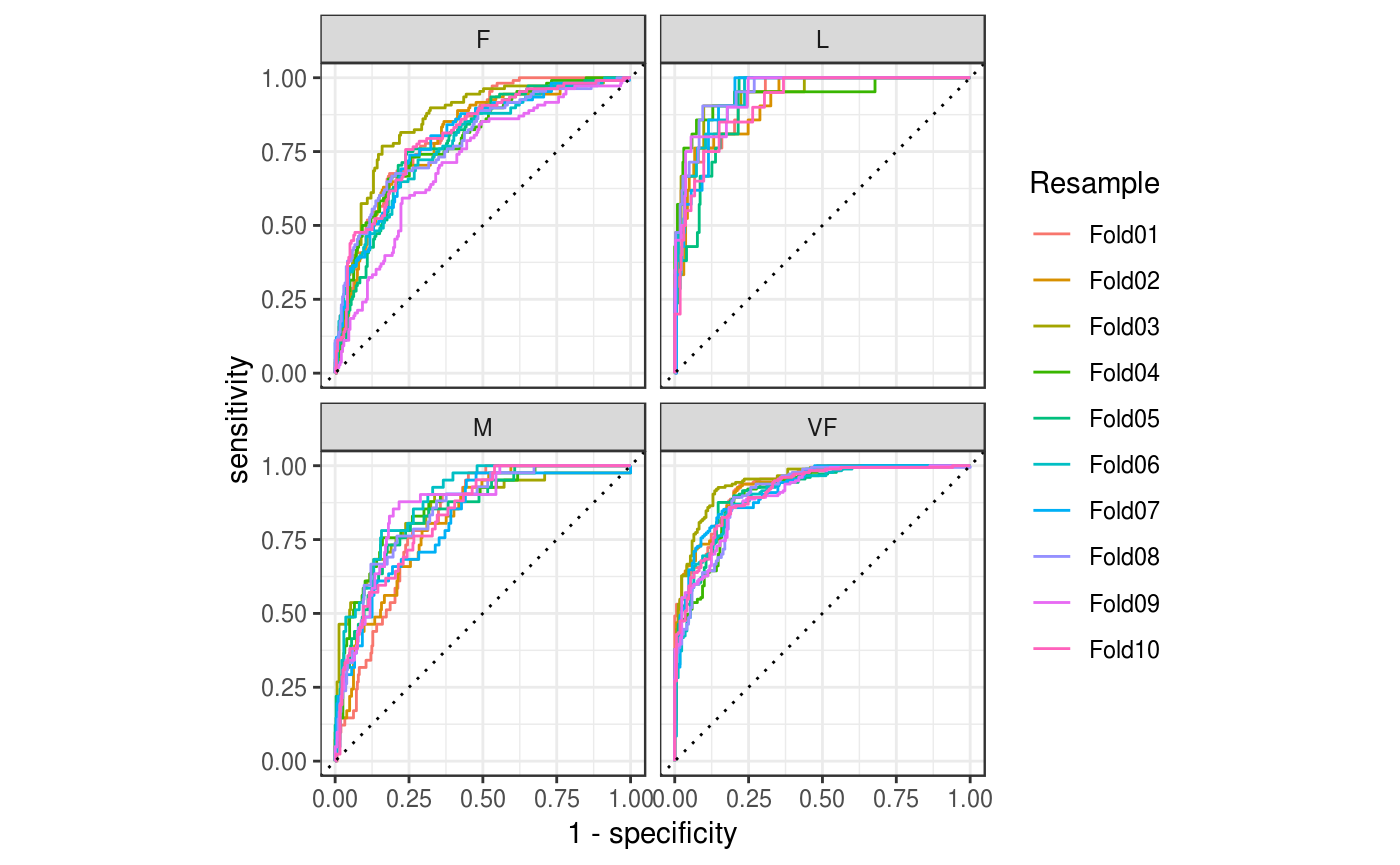 F
L
1.00
0.75
0.50
0.25
0.00
M
VF
1.00
0.75
0.50
0.25
0.00
0.00 0.25 0.50 0.75 1.00
0.00 0.25 0.50 0.75 1.00
1 - specificity
sensitivity
Resample
Fold01
Fold02
Fold03
Fold04
Fold05
Fold06
Fold07
Fold08
Fold09
Fold10